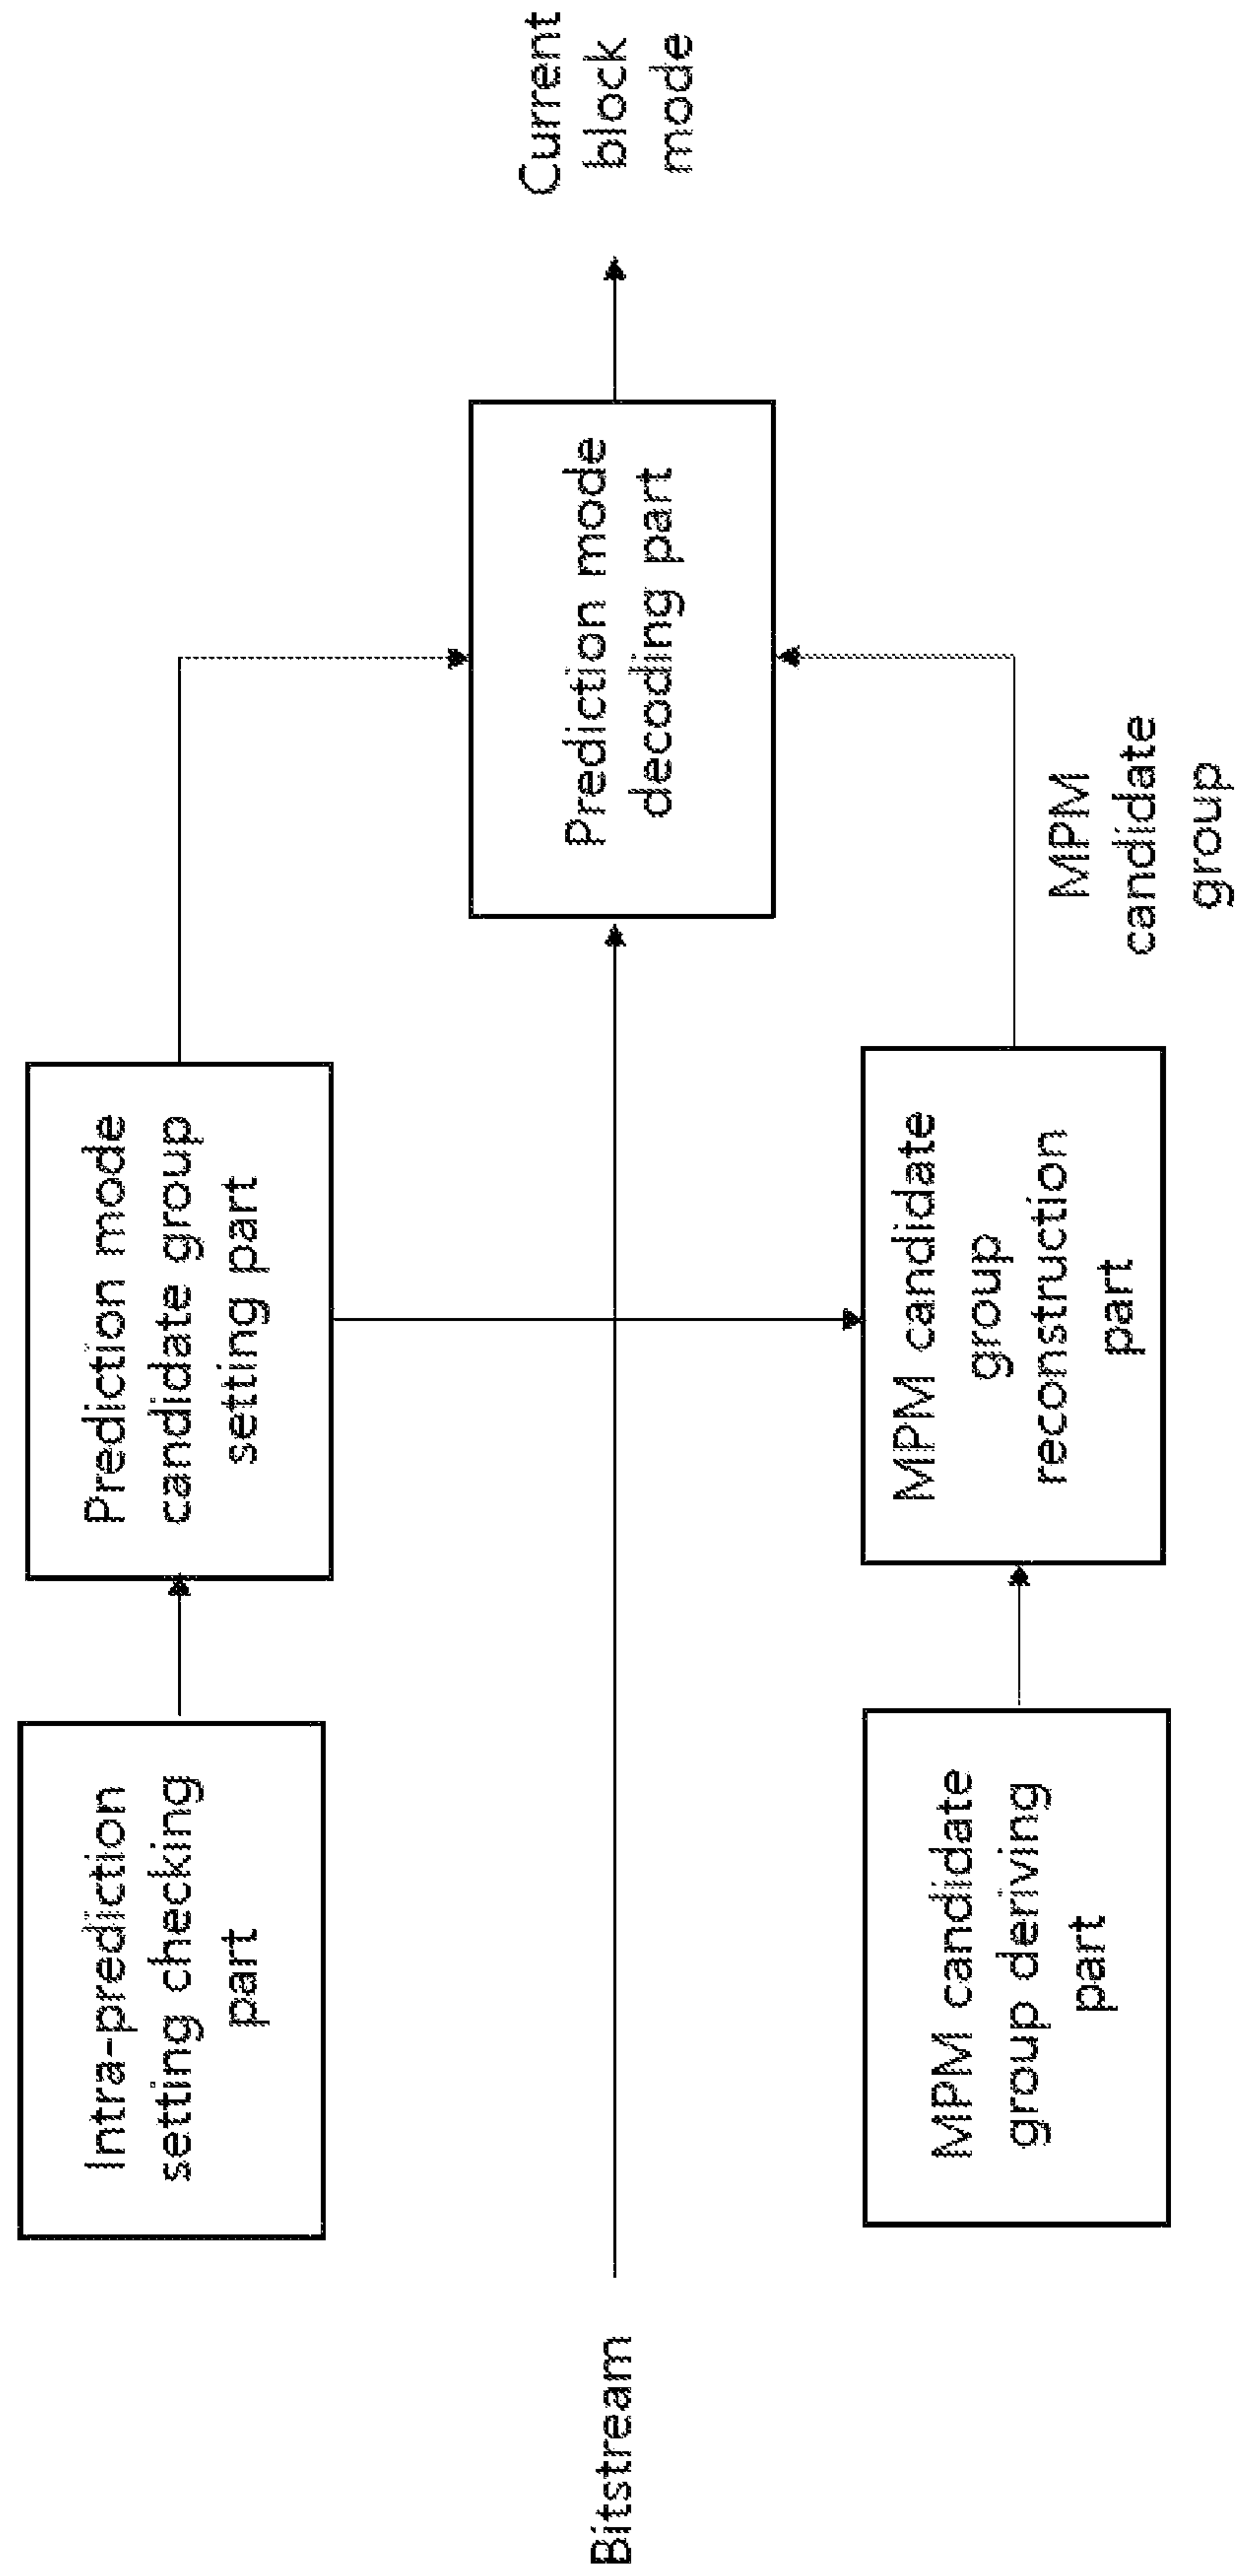 Intra-prediction
setting checking
part
Prediction mode
candidate group
setting part
Bitstream
Prediction mode
decoding part
Current
block
mode
MPM candidate
group deriving
part
MPM candidate
group
reconstruction
part
MPM
candidate
group